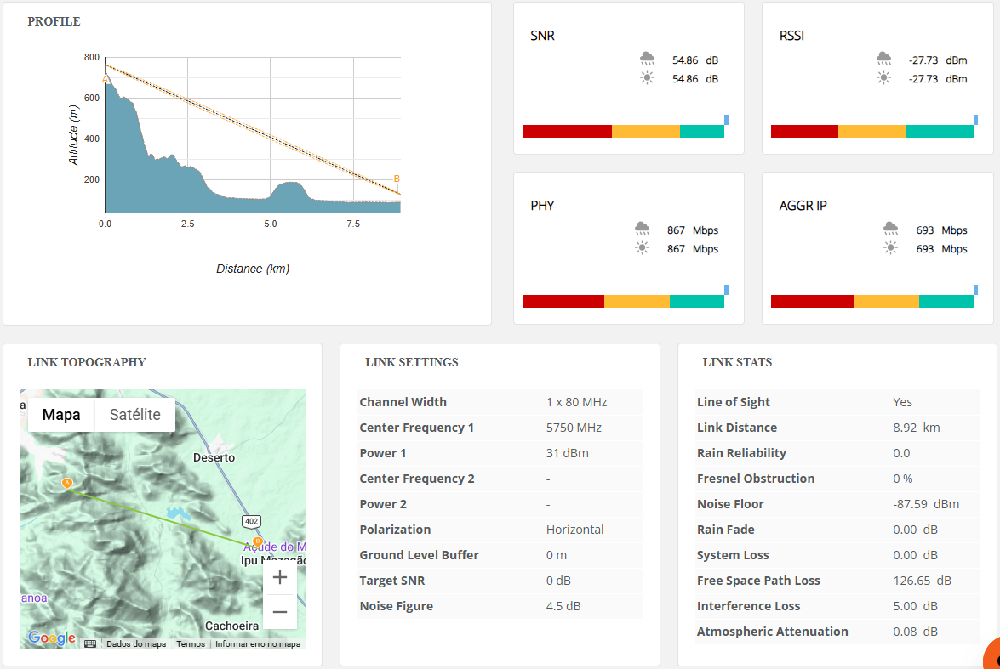 PROFILE
800
600
400
200
Altitude (m)
A
B
0.0 2.5 5.0 7.5
Distance (km)
SNR
54.86 dB
54.86 dB
RSSI
-27.73 dBm
-27.73 dBm
PHY
867 Mbps
867 Mbps
AGGR IP
693 Mbps
693 Mbps
LINK TOPOGRAPHY
a
Mapa Satélite
Deserto
A
402
B
Açude do M
Ipu Mazagão
anoa
+
−
Cachoeira
Google
Dados do mapa Termos Informar erro no mapa
LINK SETTINGS
Channel Width 1 x 80 MHz
Center Frequency 1 5750 MHz
Power 1 31 dBm
Center Frequency 2 -
Power 2 -
Polarization Horizontal
Ground Level Buffer 0 m
Target SNR 0 dB
Noise Figure 4.5 dB
LINK STATS
Line of Sight Yes
Link Distance 8.92 km
Rain Reliability 0.0
Fresnel Obstruction 0 %
Noise Floor -87.59 dBm
Rain Fade 0.00 dB
System Loss 0.00 dB
Free Space Path Loss 126.65 dB
Interference Loss 5.00 dB
Atmospheric Attenuation 0.08 dB